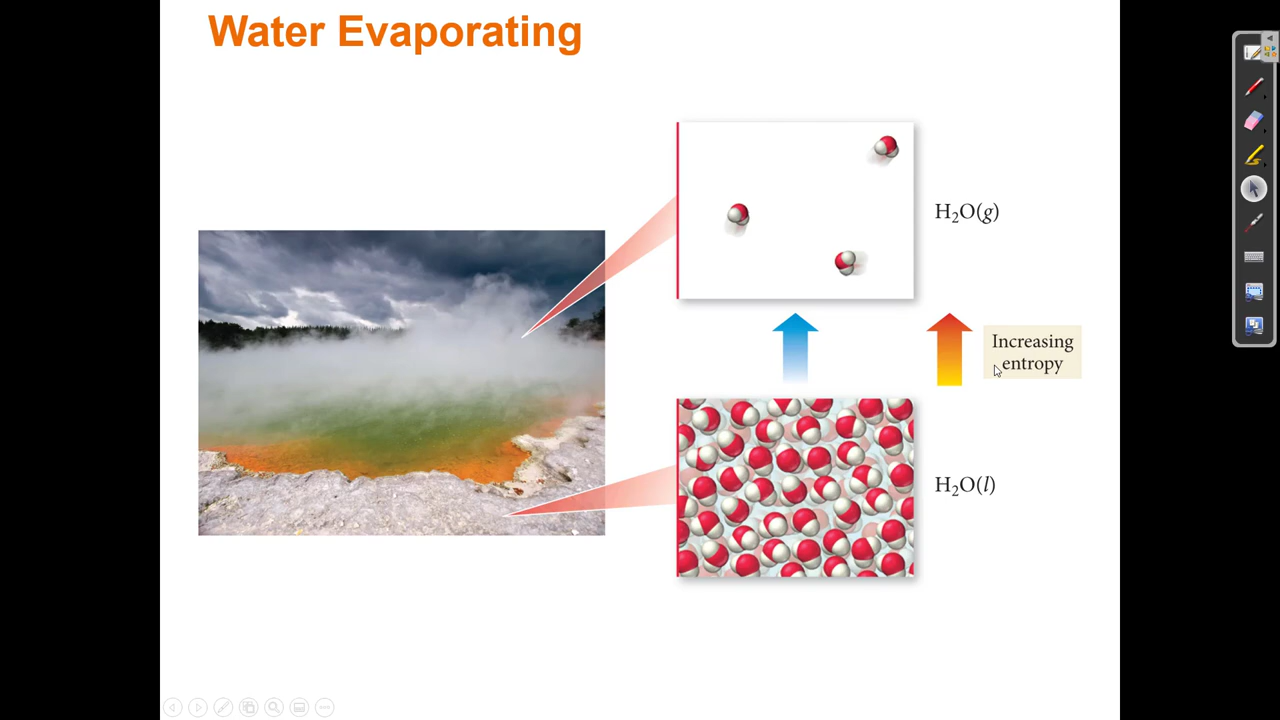 Water Evaporating
H₂O(g)
Increasing
entropy
H₂O(l)